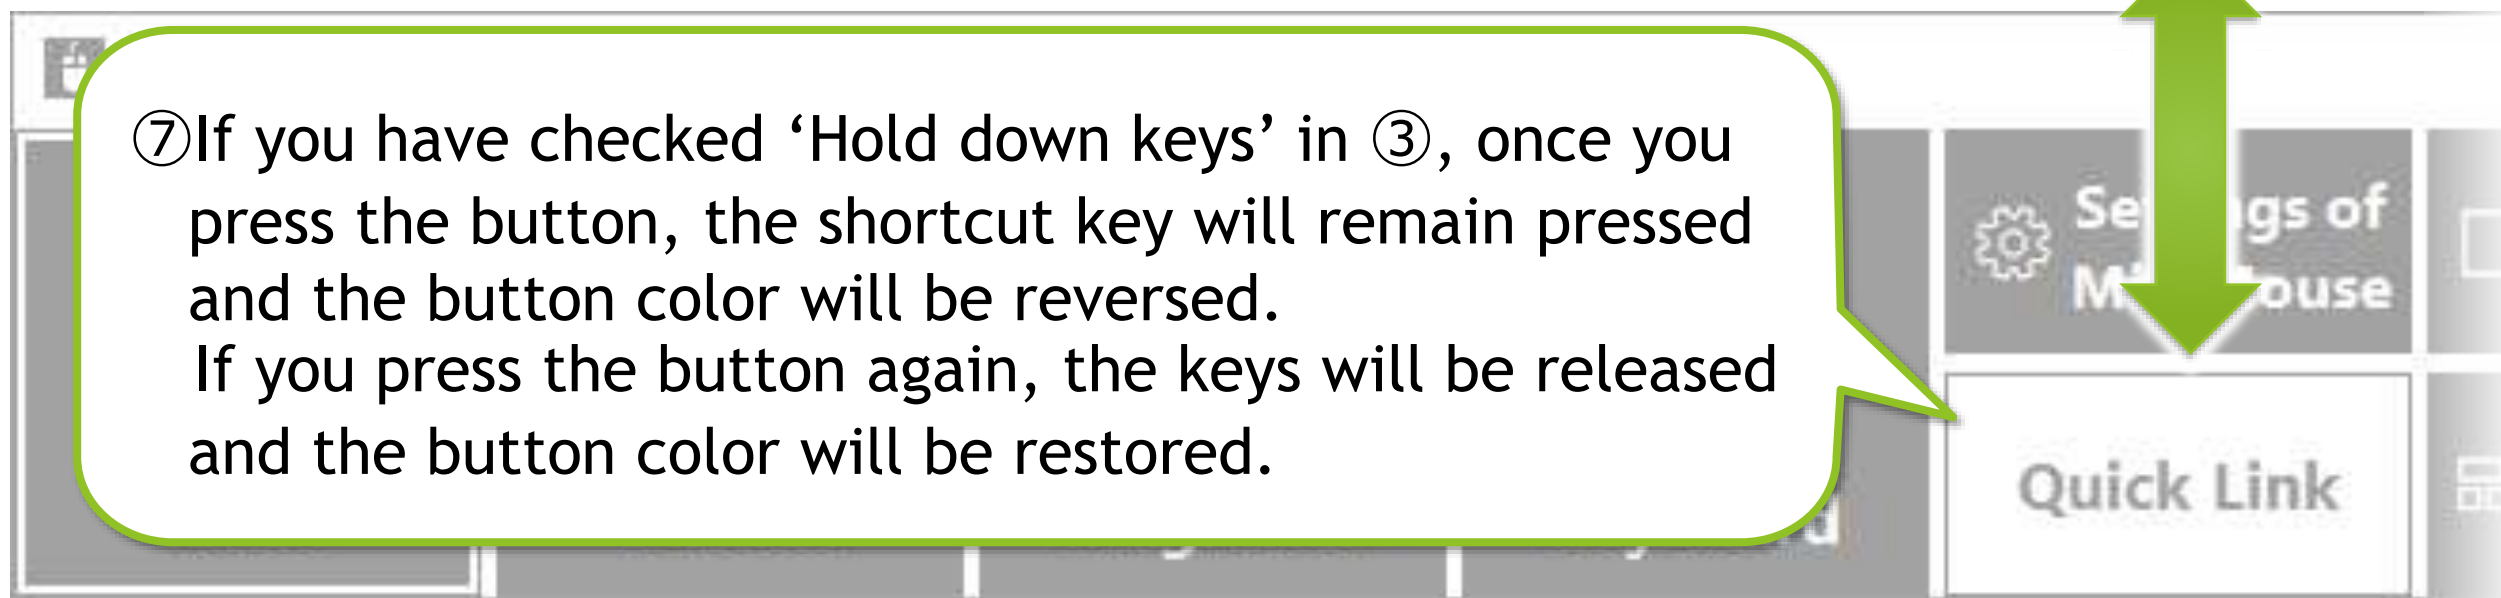 ⑦If you have checked ‘Hold down keys’ in ③, once you
press the button, the shortcut key will remain pressed
and the button color will be reversed.
If you press the button again, the keys will be released
and the button color will be restored.
of
Quick Link